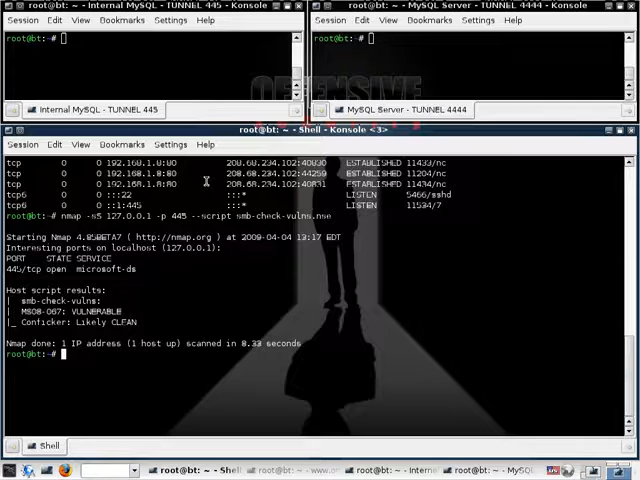 root@bt: ~ - Internal MySQL - TUNNEL 445 - Konsole
Session Edit View Bookmarks Settings Help
root@bt:~#
Internal MySQL - TUNNEL 445
root@bt: ~ - MySQL Server - TUNNEL 4444 - Konsole
Session Edit View Bookmarks Settings Help
root@bt:~#
MySQL Server - TUNNEL 4444
OFFENSIVE
root@bt: ~ - Shell - Konsole <3>
Session Edit View Bookmarks Settings Help
tcp 0 0 192.168.1.8:80 208.68.234.102:40830 ESTABLISHED 11433/nc
tcp 0 0 192.168.1.8:80 208.68.234.102:44259 ESTABLISHED 11204/nc
tcp 0 0 192.168.1.8:80 208.68.234.102:40831 ESTABLISHED 11434/nc
tcp6 0 0 :::22 :::* LISTEN 5466/sshd
tcp6 0 0 ::1:445 :::* LISTEN 11534/7
root@bt:~# nmap -sS 127.0.0.1 -p 445 --script smb-check-vulns.nse
Starting Nmap 4.85BETA7 ( http://nmap.org ) at 2009-04-04 13:17 EDT
Interesting ports on localhost (127.0.0.1):
PORT STATE SERVICE
445/tcp open microsoft-ds
Host script results:
| smb-check-vulns:
| MS08-067: VULNERABLE
|_ Conficker: Likely CLEAN
Nmap done: 1 IP address (1 host up) scanned in 8.33 seconds
root@bt:~#
Shell
root@bt: ~ - Shell root@bt: ~ - www.o root@bt: ~ - Interna root@bt: ~ - MySQL